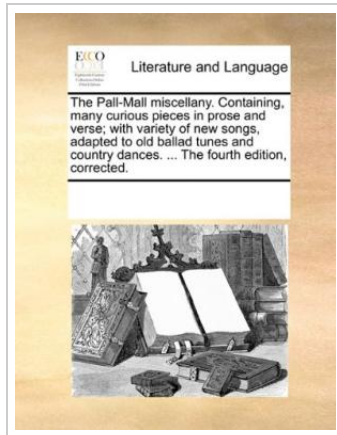 ECCO
Literature and Language
The Pall-Mall miscellany. Containing,
many curious pieces in prose and
verse; with variety of new songs,
adapted to old ballad tunes and
country dances. ... The fourth edition,
corrected.